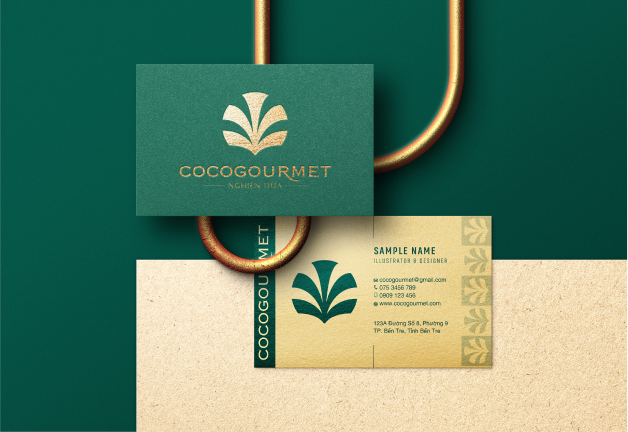 COCOGOURMET
NGHIỀN DỪA
COCOGOURMET
SAMPLE NAME
ILLUSTRATOR & DESIGNER
cocogourmet@gmail.com
075 3456 789
0909 123 456
www.cocogourmet.com
123A Đường Số 8, Phường 9
TP. Bến Tre, Tỉnh Bến Tre